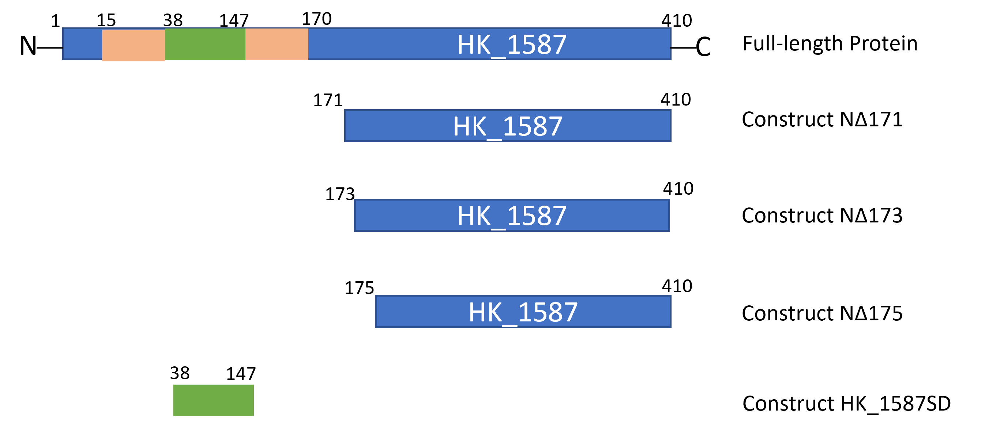 1 15 38 147 170 410
N HK_1587 C Full-length Protein
171 410
HK_1587 Construct NΔ171
173 410
HK_1587 Construct NΔ173
175 410
HK_1587 Construct NΔ175
38 147
Construct HK_1587SD